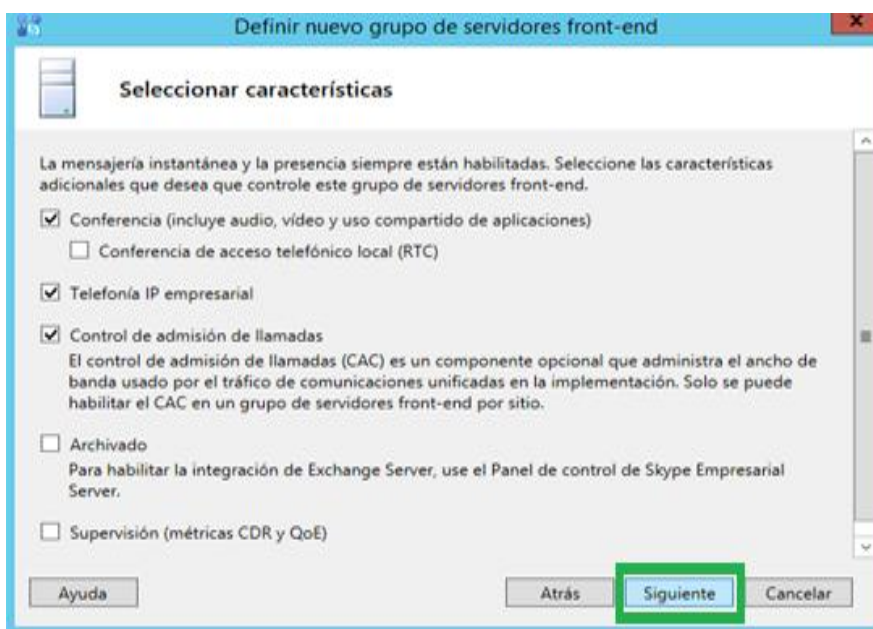 Definir nuevo grupo de servidores front-end
Seleccionar características
La mensajería instantánea y la presencia siempre están habilitadas. Seleccione las características
adicionales que desea que controle este grupo de servidores front-end.
Conferencia (incluye audio, vídeo y uso compartido de aplicaciones)
Conferencia de acceso telefónico local (RTC)
Telefonía IP empresarial
Control de admisión de llamadas
El control de admisión de llamadas (CAC) es un componente opcional que administra el ancho de
banda usado por el tráfico de comunicaciones unificadas en la implementación. Solo se puede
habilitar el CAC en un grupo de servidores front-end por sitio.
Archivado
Para habilitar la integración de Exchange Server, use el Panel de control de Skype Empresarial
Server.
Supervisión (métricas CDR y QoE)
Ayuda Atrás Siguiente Cancelar